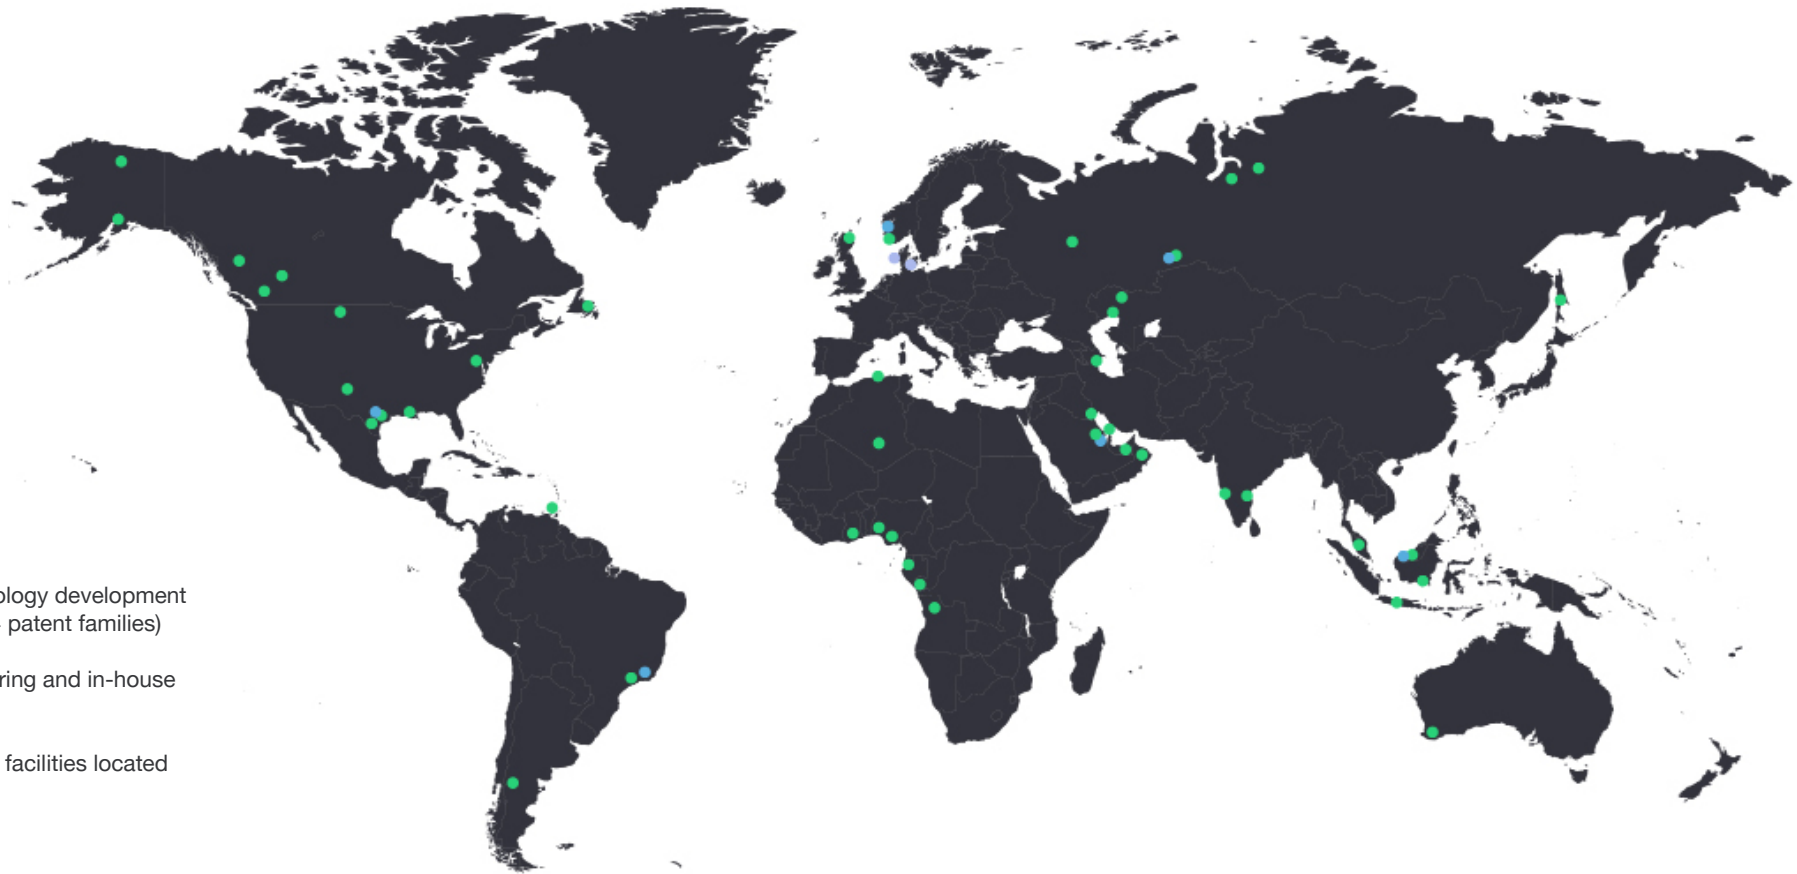 ology development
patent families)
ring and in-house
facilities located